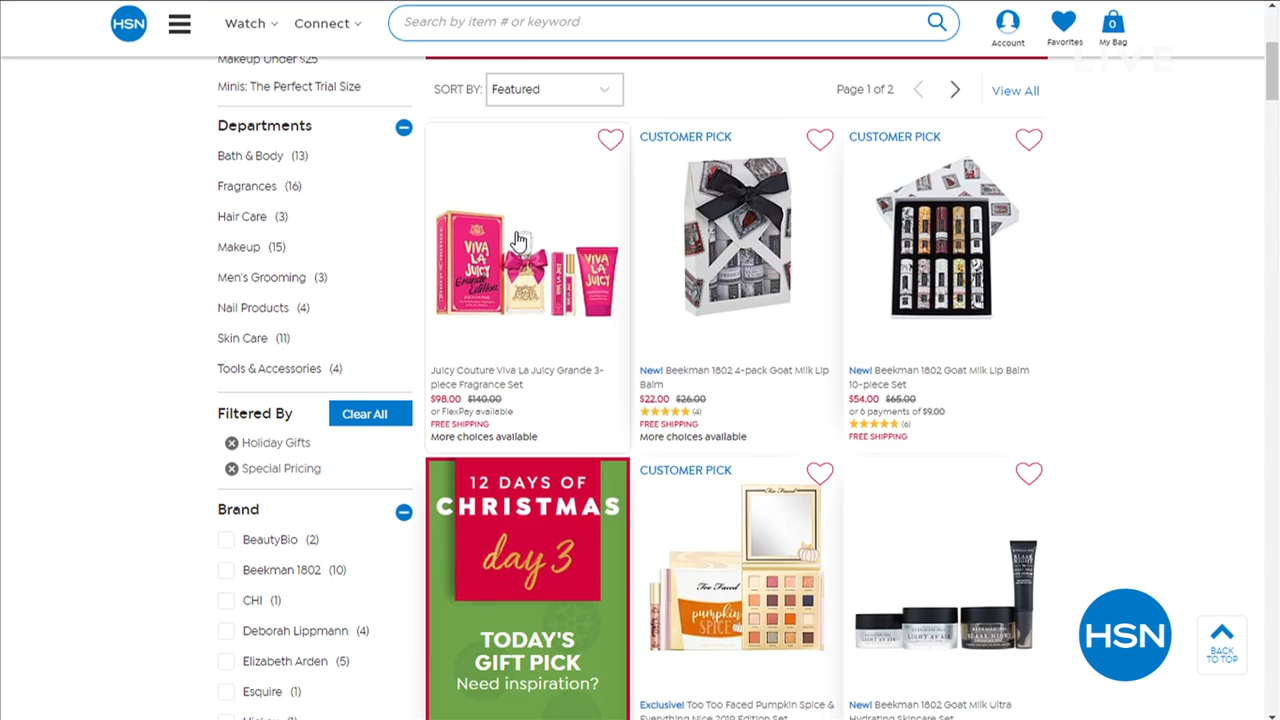 HSN
Watch
Connect
Search by item # or keyword
Account
Favorites
0
My Bag
LIVE
Makeup Under $25
Minis: The Perfect Trial Size
SORT BY:
Featured
Page 1 of 2
View All
Departments
Bath & Body (13)
Fragrances (16)
Hair Care (3)
Makeup (15)
Men's Grooming (3)
Nail Products (4)
Skin Care (11)
Tools & Accessories (4)
Filtered By
Clear All
Holiday Gifts
Special Pricing
Brand
BeautyBio (2)
Beekman 1802 (10)
CHI (1)
Deborah Lippmann (4)
Elizabeth Arden (5)
Esquire (1)
VIVA
LA
JUICY
Grande Edition
VIVA
LA
JUICY
Juicy Couture Viva La Juicy Grande 3-
piece Fragrance Set
$98.00 $140.00
or FlexPay available
FREE SHIPPING
More choices available
CUSTOMER PICK
New! Beekman 1802 4-pack Goat Milk Lip
Balm
$22.00 $26.00
(4)
FREE SHIPPING
More choices available
CUSTOMER PICK
New! Beekman 1802 Goat Milk Lip Balm
10-piece Set
$54.00 $65.00
or 6 payments of $9.00
(6)
FREE SHIPPING
12 DAYS OF
CHRISTMAS
day 3
TODAY'S
GIFT PICK
Need inspiration?
CUSTOMER PICK
Too Faced
pumpkin
SPICE
Exclusive! Too Faced Pumpkin Spice &
Everything Nice 2019 Edition Set
LIGHT AS AIR
BLAAK NIGHT
New! Beekman 1802 Goat Milk Ultra
Hydrating Skincare Set
HSN
BACK
TO TOP